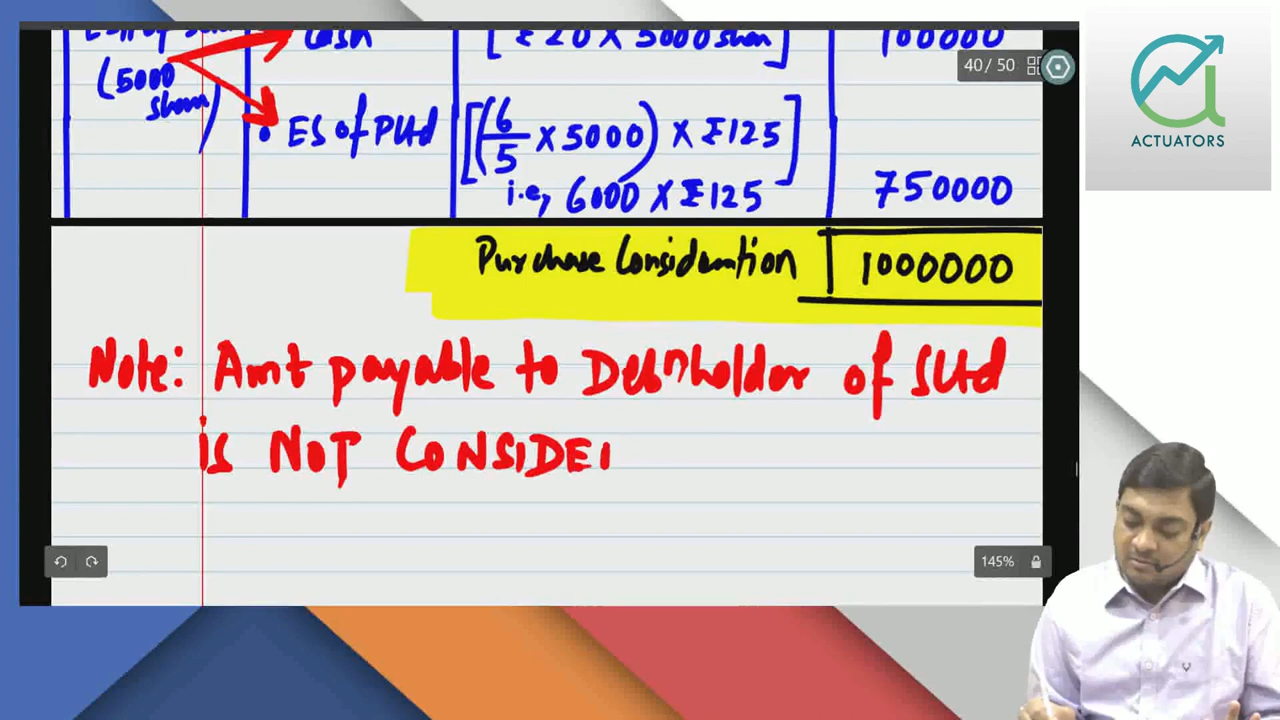 Cash [₹20 × 5000 share] 100000
(5000 share)
• ES of PLtd [(6/5 × 5000) × ₹125]
i.e, 6000 × ₹125 750000
Purchase Consideration 1000000
Note: Amt payable to Debnholder of SLtd
is NOT CONSIDE
40 / 50
145%
ACTUATORS